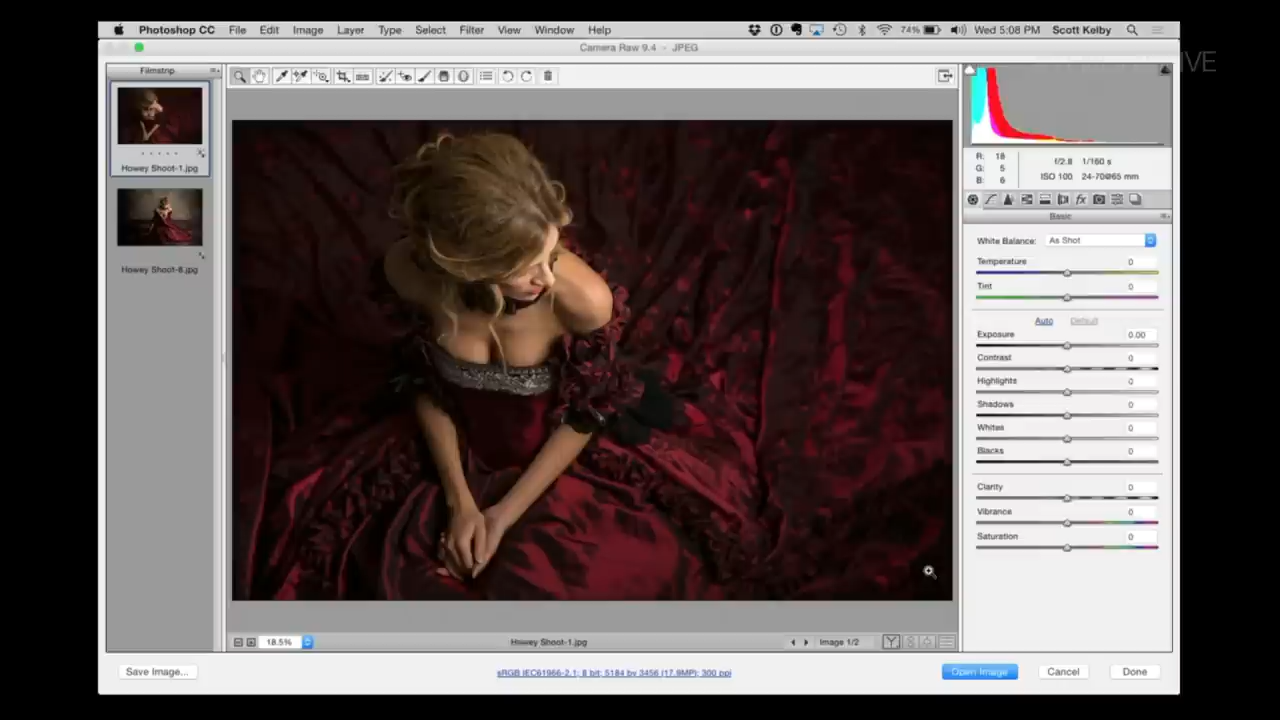 Photoshop CC File Edit Image Layer Type Select Filter View Window Help 74% Wed 5:08 PM Scott Kelby
Camera Raw 9.4 - JPEG
Filmstrip
Howey Shoot-1.jpg
Howey Shoot-6.jpg
R: 18
G: 5
B: 6
f/2.8 1/160 s
ISO 100 24-70@65 mm
Basic
White Balance: As Shot
Temperature 0
Tint 0
Auto Default
Exposure 0.00
Contrast 0
Highlights 0
Shadows 0
Whites 0
Blacks 0
Clarity 0
Vibrance 0
Saturation 0
18.5% Howey Shoot-1.jpg Image 1/2
Save Image... sRGB IEC61966-2.1; 8 bit; 5184 by 3456 (17.9MP); 300 ppi Open Image Cancel Done